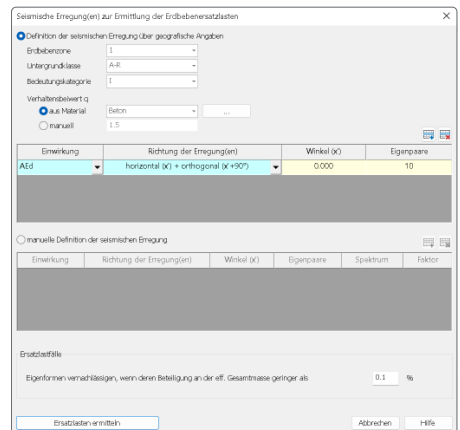 Seismische Erregung(en) zur Ermittlung der Erdbebenersatzlasten
Definition der seismischen Erregung über geografische Angaben
Erdbebenzone 1
Untergrundklasse A-R
Bedeutungskategorie I
Verhaltensbeiwert q
aus Material Beton ...
manuell 1.5
Einwirkung Richtung der Erregung(en) Winkel (x') Eigenpaare
AEd horizontal (x') + orthogonal (x'+90°) 0.000 10
manuelle Definition der seismischen Erregung
Einwirkung Richtung der Erregung(en) Winkel (x') Eigenpaare Spektrum Faktor
Ersatzlastfälle
Eigenformen vernachlässigen, wenn deren Beteiligung an der eff. Gesamtmasse geringer als 0.1 %
Ersatzlasten ermitteln Abbrechen Hilfe